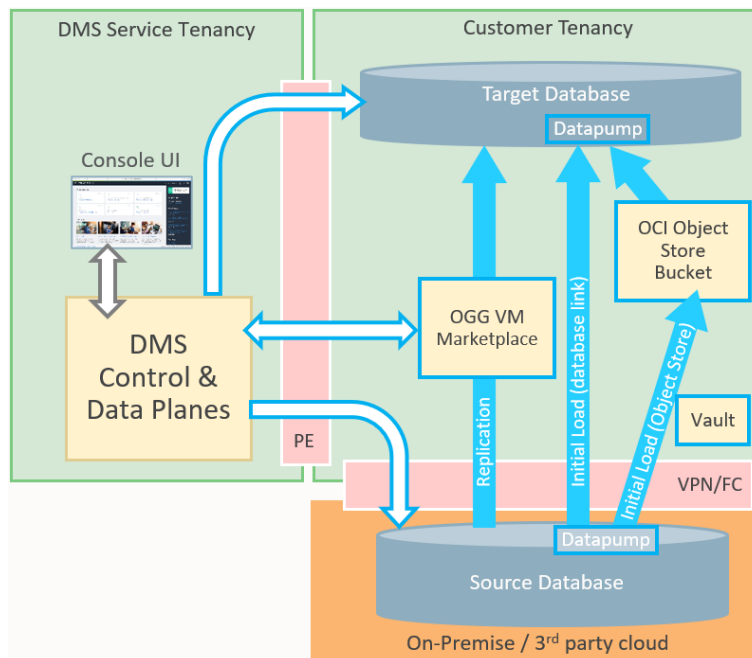 DMS Service Tenancy
Customer Tenancy
Target Database
Datapump
Console UI
OCI Object
Store
Bucket
OGG VM
Marketplace
DMS
Control &
Data Planes
Replication
Initial Load (database link)
Initial Load (Object Store)
Vault
PE
VPN/FC
Datapump
Source Database
On-Premise / 3rd party cloud